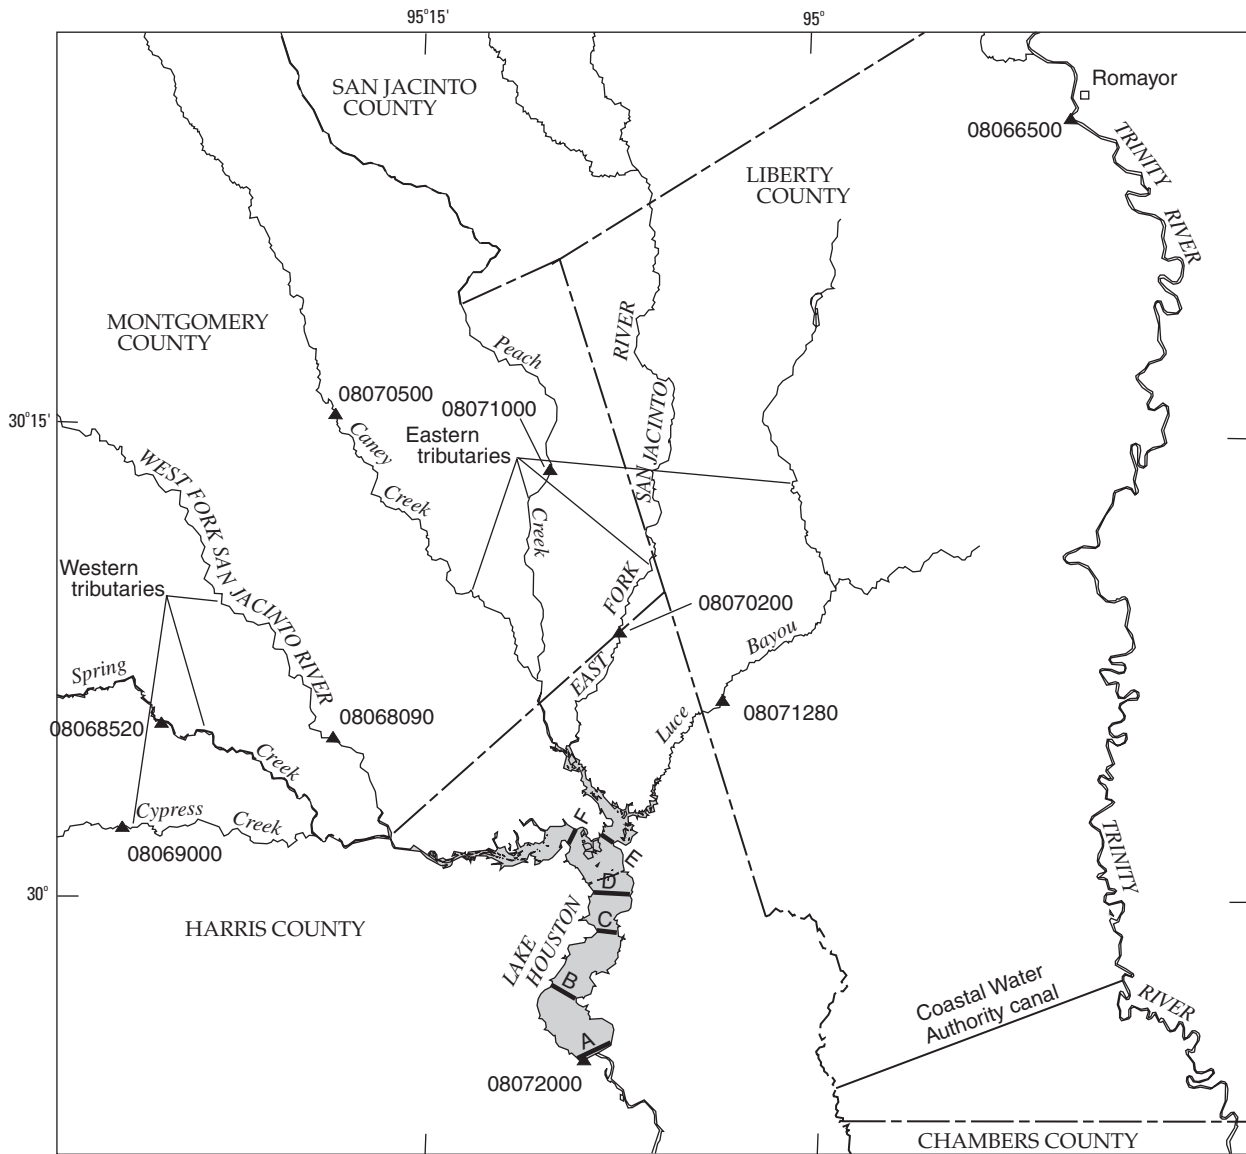 95°15'
95°
SAN JACINTO
COUNTY
Romayor
08066500
TRINITY
RIVER
LIBERTY
COUNTY
MONTGOMERY
COUNTY
RIVER
Peach
08070500
08071000
30°15'
Eastern
tributaries
Caney
Creek
SAN JACINTO
WEST FORK SAN JACINTO RIVER
Creek
Western
tributaries
FORK
08070200
Bayou
EAST
Spring
08068520
08068090
Luce
08071280
Creek
Cypress
Creek
08069000
F
E
TRINITY
D
30°
HARRIS COUNTY
C
LAKE
HOUSTON
B
Coastal Water
Authority canal
RIVER
A
08072000
CHAMBERS COUNTY